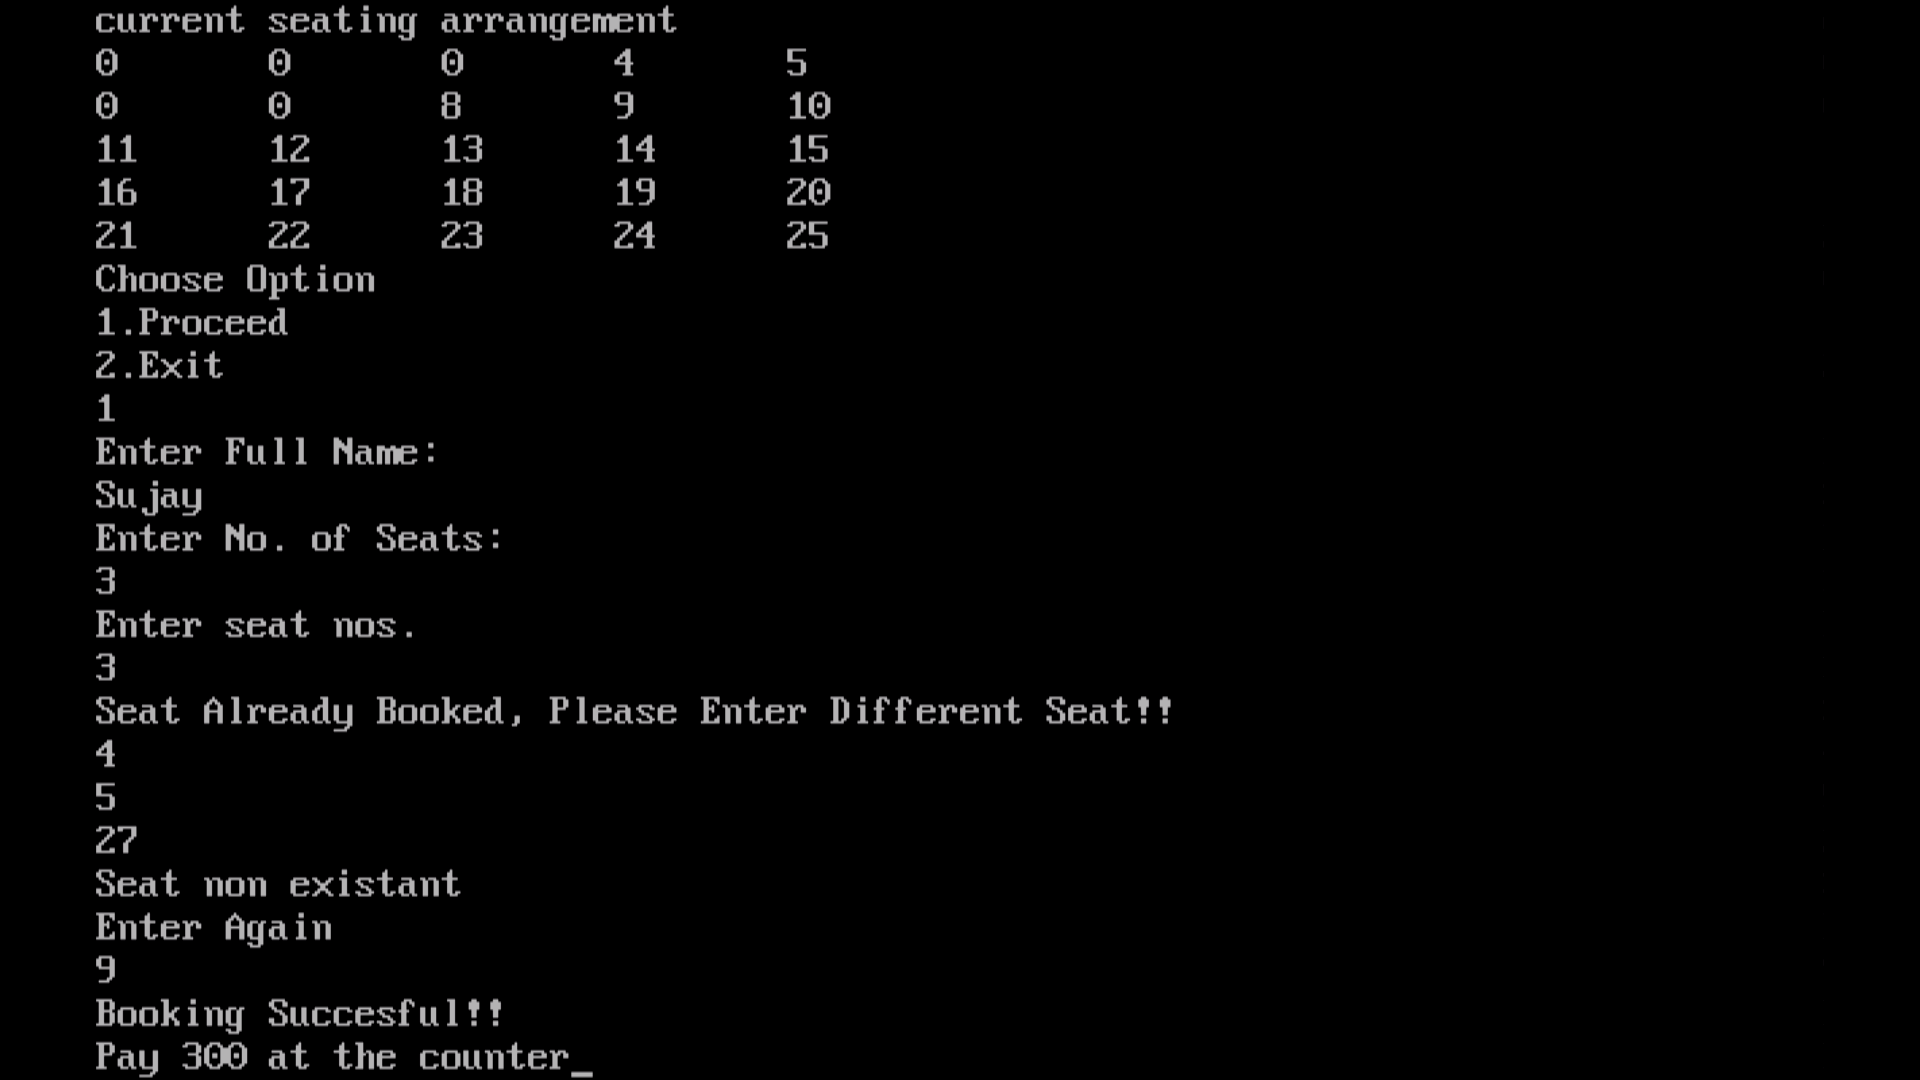 current seating arrangement
0 0 0 4 5
0 0 8 9 10
11 12 13 14 15
16 17 18 19 20
21 22 23 24 25
Choose Option
1.Proceed
2.Exit
1
Enter Full Name:
Sujay
Enter No. of Seats:
3
Enter seat nos.
3
Seat Already Booked, Please Enter Different Seat!!
4
5
27
Seat non existant
Enter Again
9
Booking Succesful!!
Pay 300 at the counter_